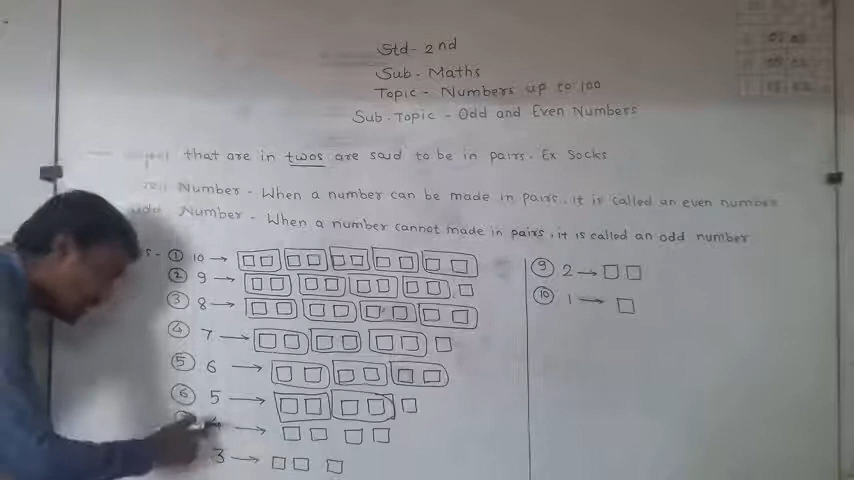 Std- 2nd
Sub- Maths
Topic- Numbers up to 100
Sub.Topic - Odd and Even Numbers
that are in twos are said to be in pairs. Ex Socks
Number - When a number can be made in pairs, it is called an even number
Number - When a number cannot made in pairs, it is called an odd number
① 10 →
② 9 →
③ 8 →
④ 7 →
⑤ 6 →
⑥ 5 →
→
3 →
⑨ 2 →
⑩ 1 →